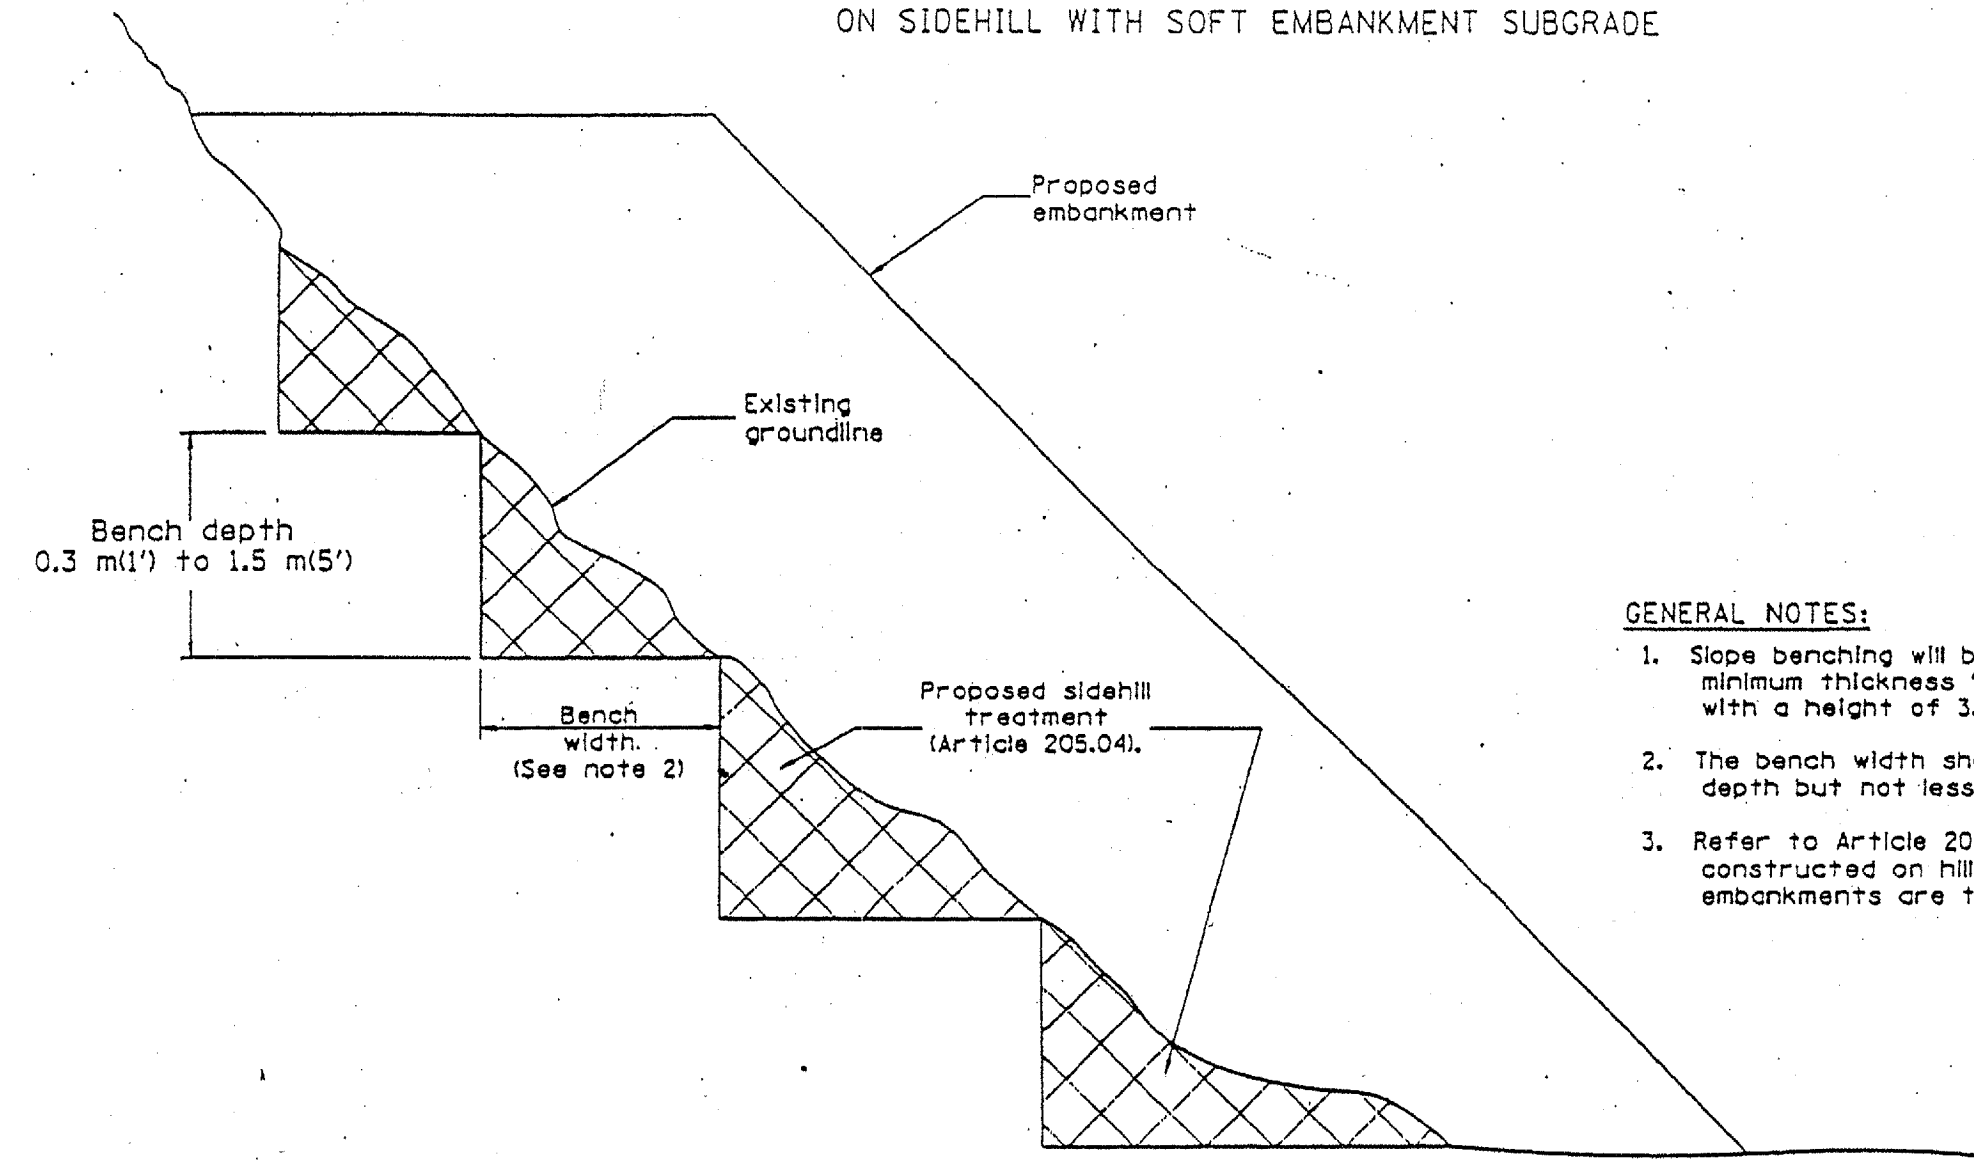 ON SIDEHILL WITH SOFT EMBANKMENT SUBGRADE
Proposed
embankment
Existing
groundline
Bench depth
0.3 m(1') to 1.5 m(5')
Bench
width.
(See note 2)
Proposed sidehill
treatment
(Article 205.04).
GENERAL NOTES:
1. Slope benching will b
minimum thickness "
with a height of 3.
2. The bench width sh
depth but not less
3. Refer to Article 20
constructed on hill
embankments are t